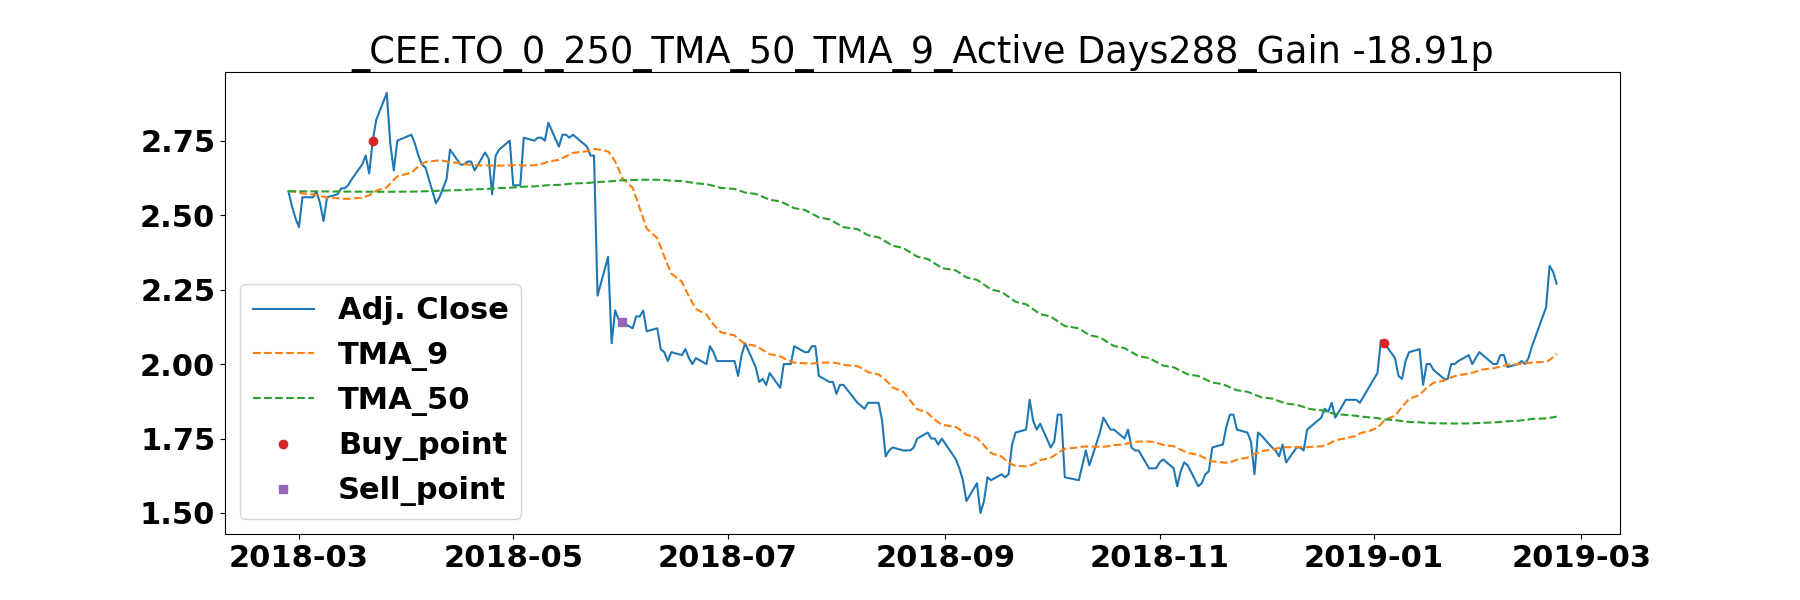 _CEE.TO_0_250_TMA_50_TMA_9_Active Days288_Gain -18.91p
2.75
2.50
2.25
2.00
1.75
1.50
Adj. Close
TMA_9
TMA_50
Buy_point
Sell_point
2018-03 2018-05 2018-07 2018-09 2018-11 2019-01 2019-03